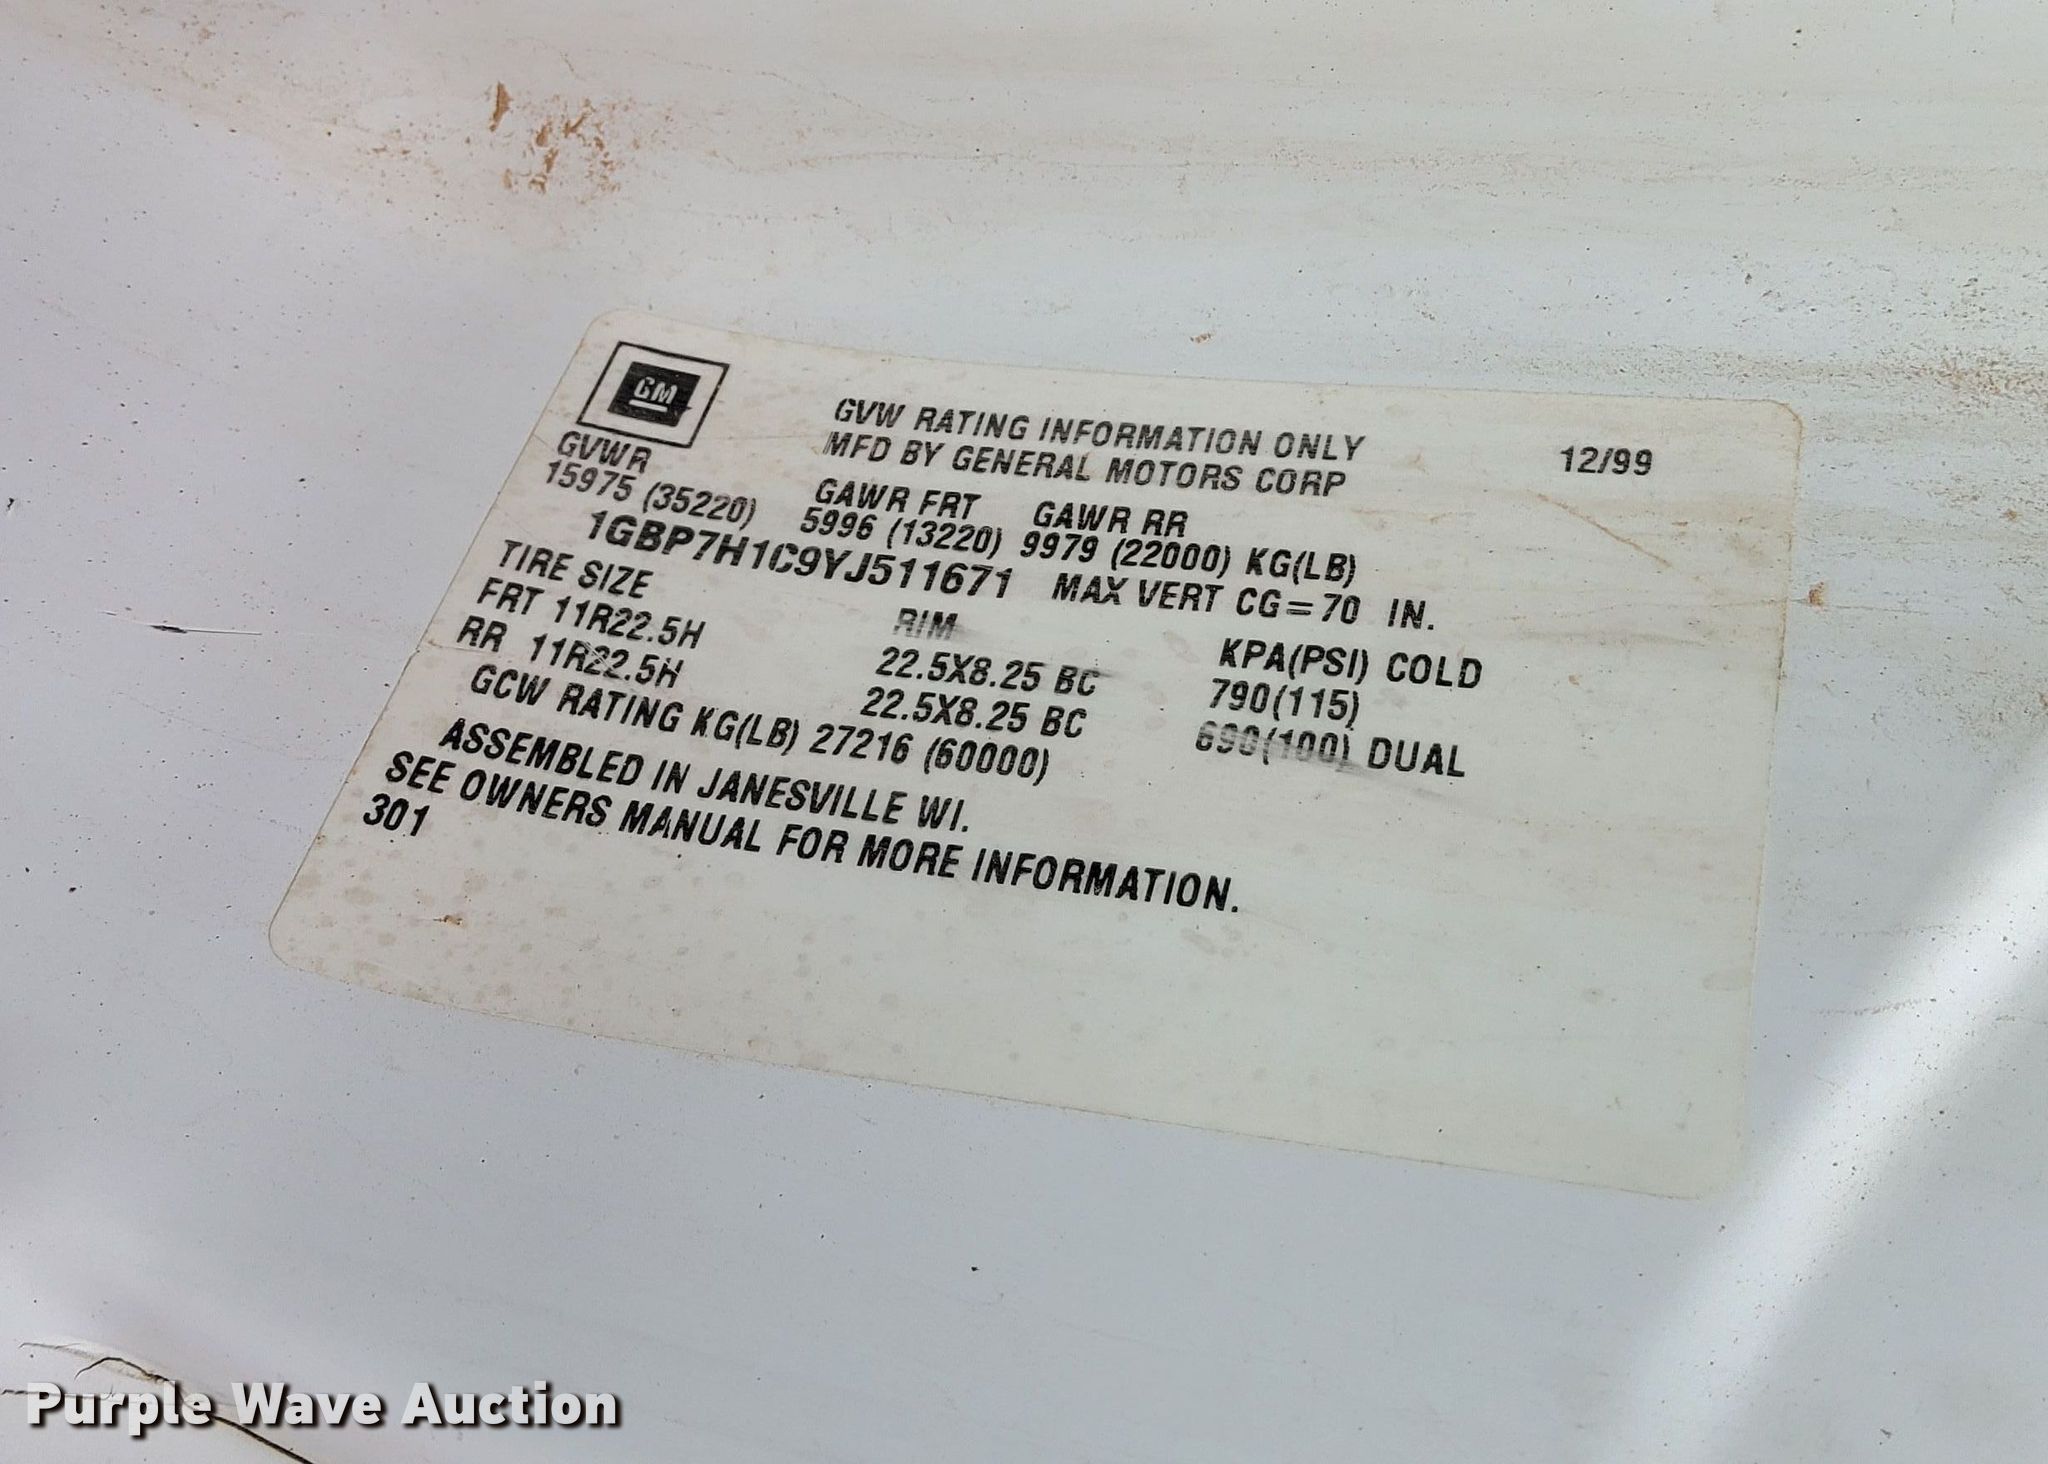 GM
GVW RATING INFORMATION ONLY 12/99
MFD BY GENERAL MOTORS CORP
GVWR GAWR FRT GAWR RR
15975 (35220) 5996 (13220) 9979 (22000) KG(LB)
1GBP7H1C9YJ511671 MAX VERT CG=70 IN.
TIRE SIZE RIM KPA(PSI) COLD
FRT 11R22.5H 22.5X8.25 BC 790(115)
RR 11R22.5H 22.5X8.25 BC 690(100) DUAL
GCW RATING KG(LB) 27216 (60000)
ASSEMBLED IN JANESVILLE WI.
SEE OWNERS MANUAL FOR MORE INFORMATION.
301
Purple Wave Auction